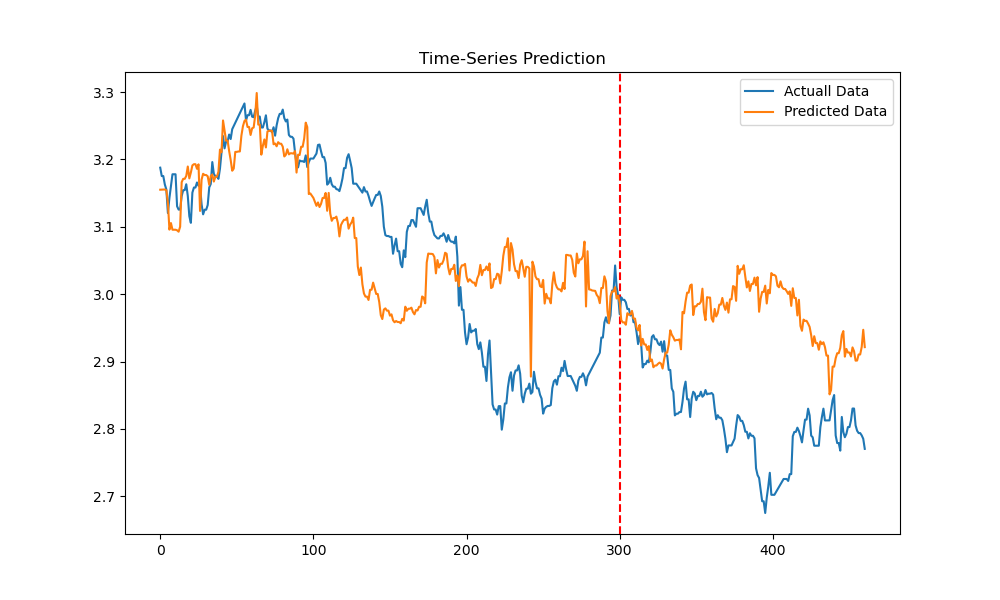 Time-Series Prediction
Actuall Data
Predicted Data
3.3
3.2
3.1
3.0
2.9
2.8
2.7
0 100 200 300 400